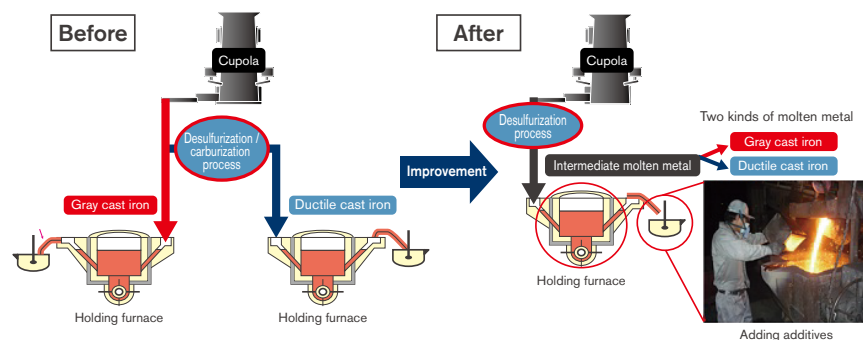 Before
Cupola
Desulfurization /
carburization
process
Gray cast iron
Ductile cast iron
Holding furnace
Holding furnace
Improvement
After
Cupola
Desulfurization
process
Intermediate molten metal
Two kinds of molten metal
Gray cast iron
Ductile cast iron
Holding furnace
Adding additives